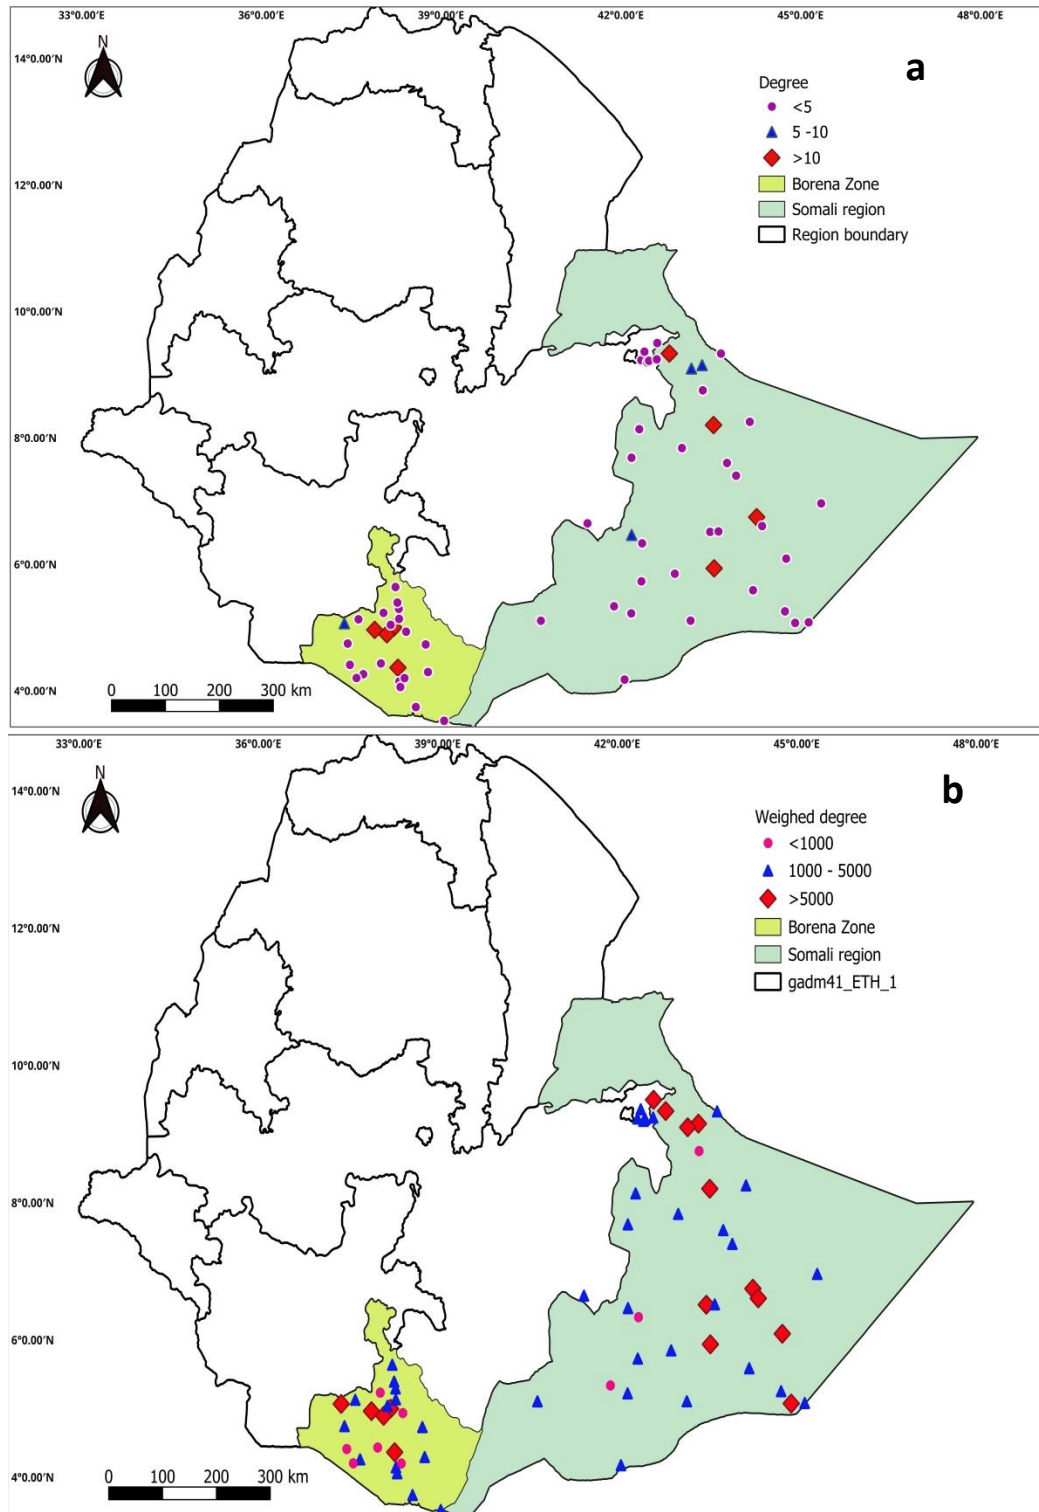 33°0.00′E 36°0.00′E 39°0.00′E 42°0.00′E 45°0.00′E 48°0.00′E
14°0.00′N
N
a
Degree
<5
5 -10
>10
Borena Zone
Somali region
Region boundary
12°0.00′N
10°0.00′N
8°0.00′N
6°0.00′N
4°0.00′N
0 100 200 300 km
33°0.00′E 36°0.00′E 39°0.00′E 42°0.00′E 45°0.00′E 48°0.00′E
14°0.00′N
N
b
Weighed degree
<1000
1000 - 5000
>5000
Borena Zone
Somali region
gadm41_ETH_1
12°0.00′N
10°0.00′N
8°0.00′N
6°0.00′N
4°0.00′N
0 100 200 300 km